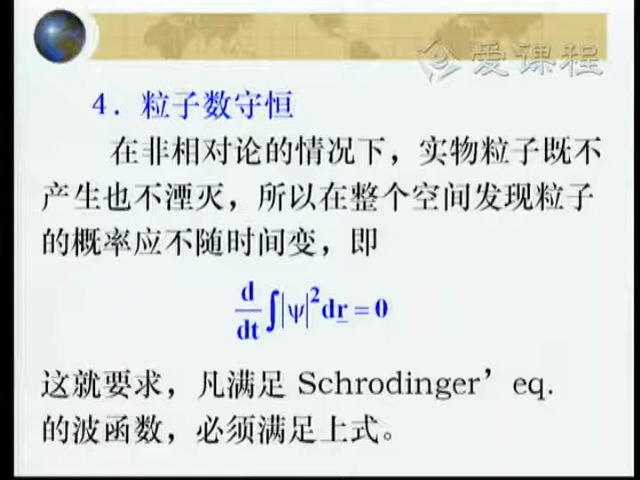 爱课程
4. 粒子数守恒
在非相对论的情况下，实物粒子既不
产生也不湮灭，所以在整个空间发现粒子
的概率应不随时间变，即
d/dt ∫|ψ|²dr = 0
这就要求，凡满足 Schrodinger’ eq.
的波函数，必须满足上式。